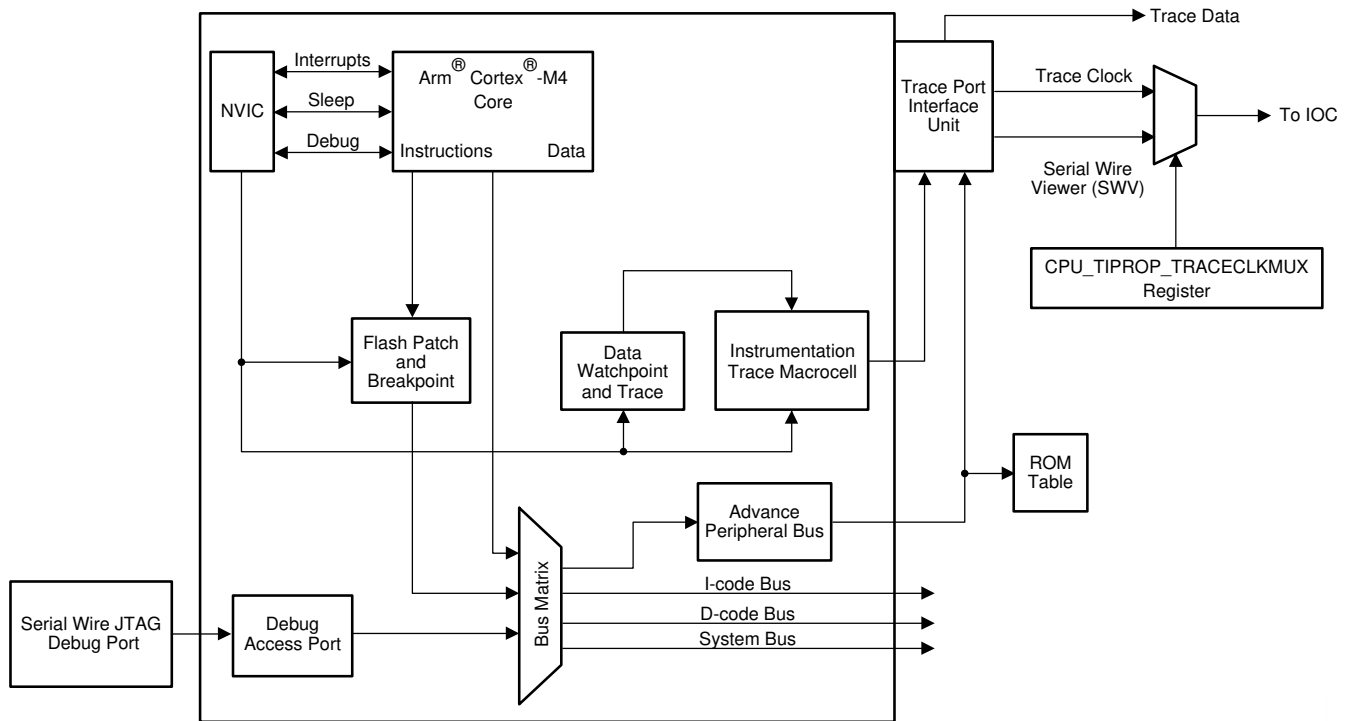 Trace Data
Interrupts
Arm® Cortex®-M4
Core
Trace Port
Interface
Unit
Trace Clock
NVIC
Sleep
To IOC
Debug
Instructions
Data
Serial Wire
Viewer (SWV)
CPU_TIPROP_TRACECLKMUX
Register
Flash Patch
and
Breakpoint
Data
Watchpoint
and Trace
Instrumentation
Trace Macrocell
ROM
Table
Advance
Peripheral Bus
Bus Matrix
I-code Bus
D-code Bus
System Bus
Serial Wire JTAG
Debug Port
Debug
Access Port